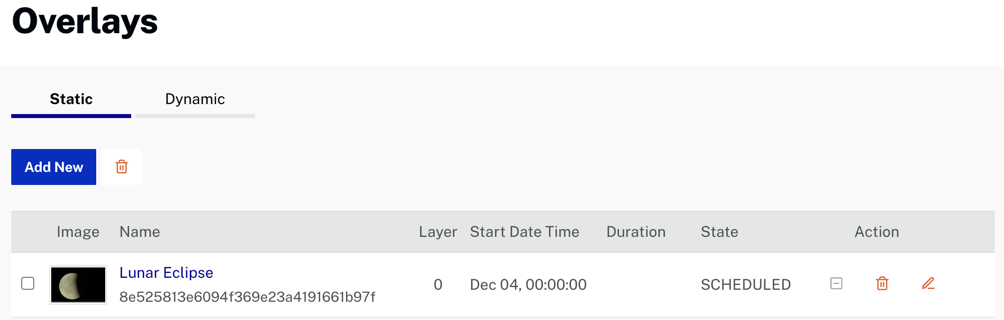 Overlays
Static Dynamic
Add New
Image Name Layer Start Date Time Duration State Action
Lunar Eclipse
8e525813e6094f369e23a4191661b97f
0 Dec 04, 00:00:00 SCHEDULED